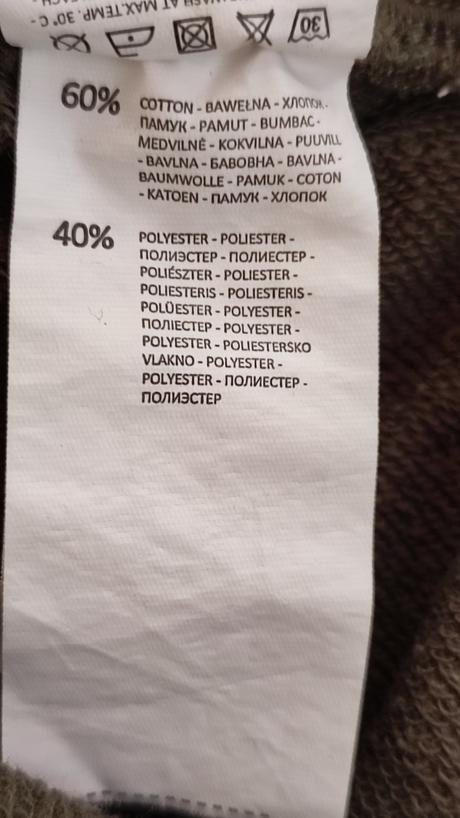 AT MAX.TEMP. 30°C -
30
60% COTTON - BAWEŁNA - ХЛОПОК -
ПАМУК - PAMUT - BUMBAC -
MEDVILNĖ - KOKVILNA - PUUVILL
- BAVLNA - БАВОВНА - BAVLNA -
BAUMWOLLE - PAMUK - COTON
- KATOEN - ПАМУК - ХЛОПОК
40% POLYESTER - POLIESTER -
ПОЛИЭСТЕР - ПОЛИЕСТЕР -
POLIÉSZTER - POLIESTER -
POLIESTERIS - POLIESTERIS -
POLÜESTER - POLYESTER -
ПОЛІЕСТЕР - POLYESTER -
POLYESTER - POLIESTERSKO
VLAKNO - POLYESTER -
POLYESTER - ПОЛИЕСТЕР -
ПОЛИЭСТЕР